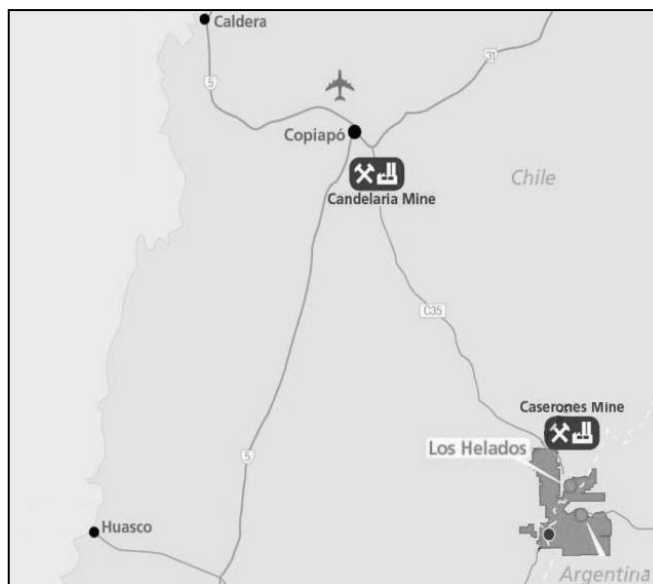 Caldera
5
31
Copiapó
Candelaria Mine
Chile
C35
Caserones Mine
Los Helados
5
Huasco
Argentina